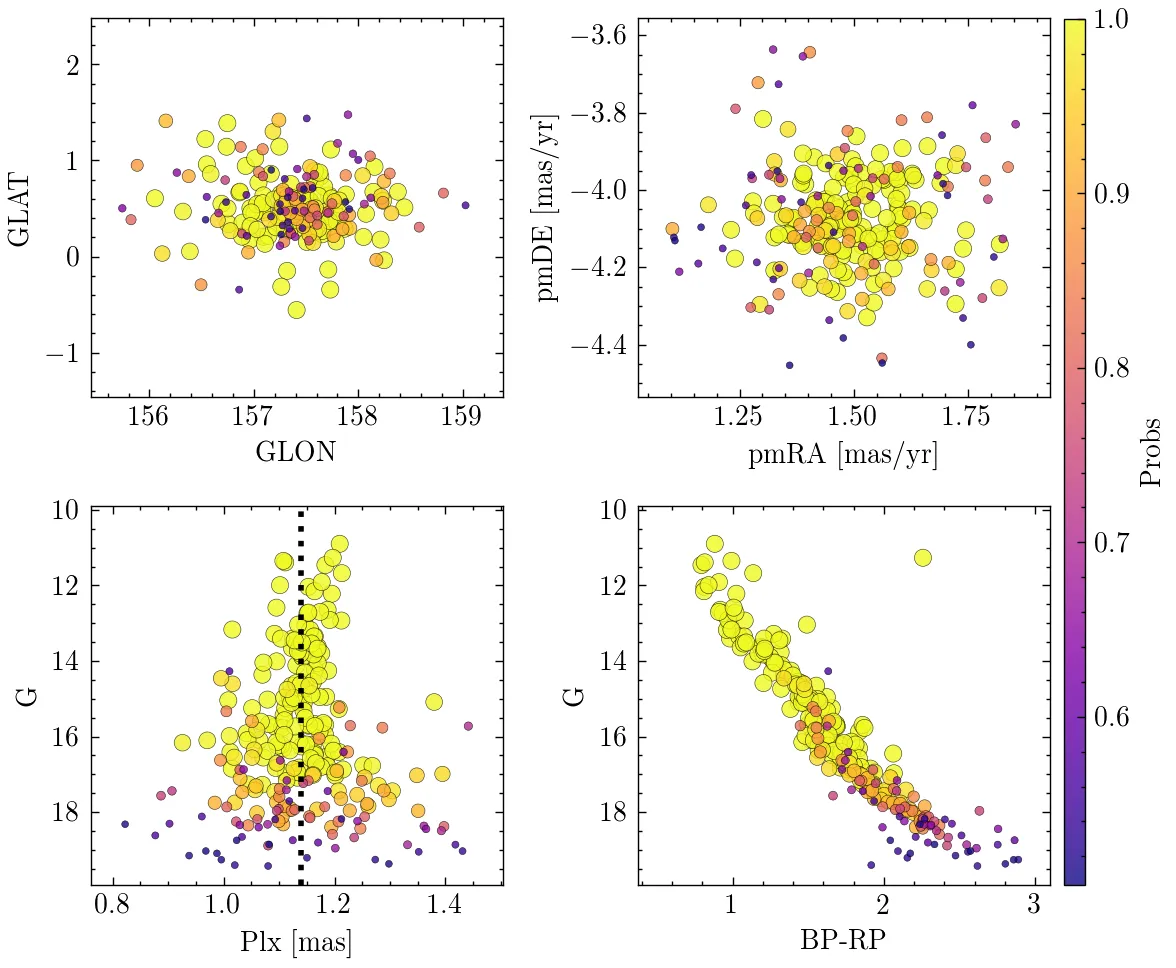 2
1
0
−1
GLAT
156 157 158 159
GLON
−3.6
−3.8
−4.0
−4.2
−4.4
pmDE [mas/yr]
1.25 1.50 1.75
pmRA [mas/yr]
10
12
14
16
18
G
0.8 1.0 1.2 1.4
Plx [mas]
10
12
14
16
18
G
1 2 3
BP-RP
1.0
0.9
0.8
0.7
0.6
Probs